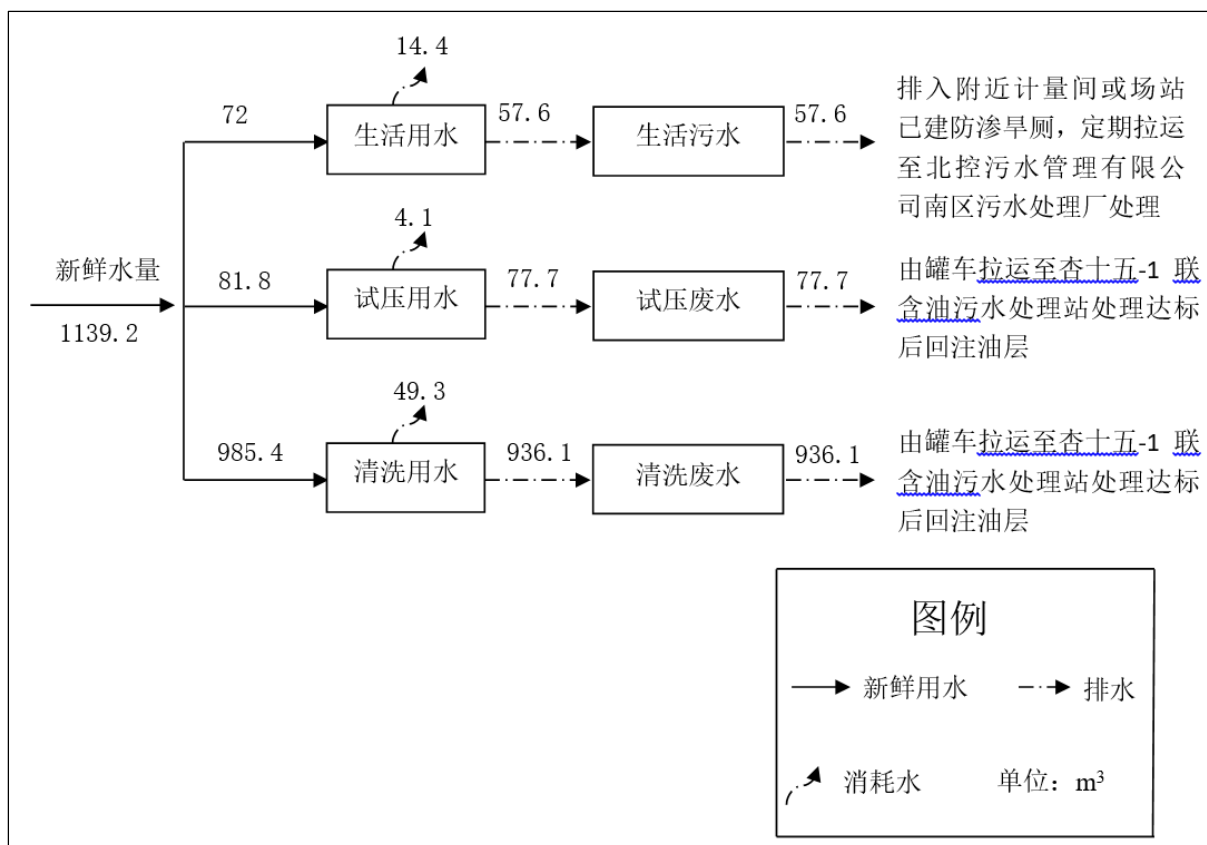 14.4
72
生活用水
57.6
生活污水
57.6
排入附近计量间或场站
已建防渗旱厕，定期拉运
至北控污水管理有限公
司南区污水处理厂处理
4.1
新鲜水量
1139.2
81.8
试压用水
77.7
试压废水
77.7
由罐车拉运至杏十五-1 联
含油污水处理站处理达标
后回注油层
49.3
985.4
清洗用水
936.1
清洗废水
936.1
由罐车拉运至杏十五-1 联
含油污水处理站处理达标
后回注油层
图例
新鲜用水
排水
消耗水
单位：m³